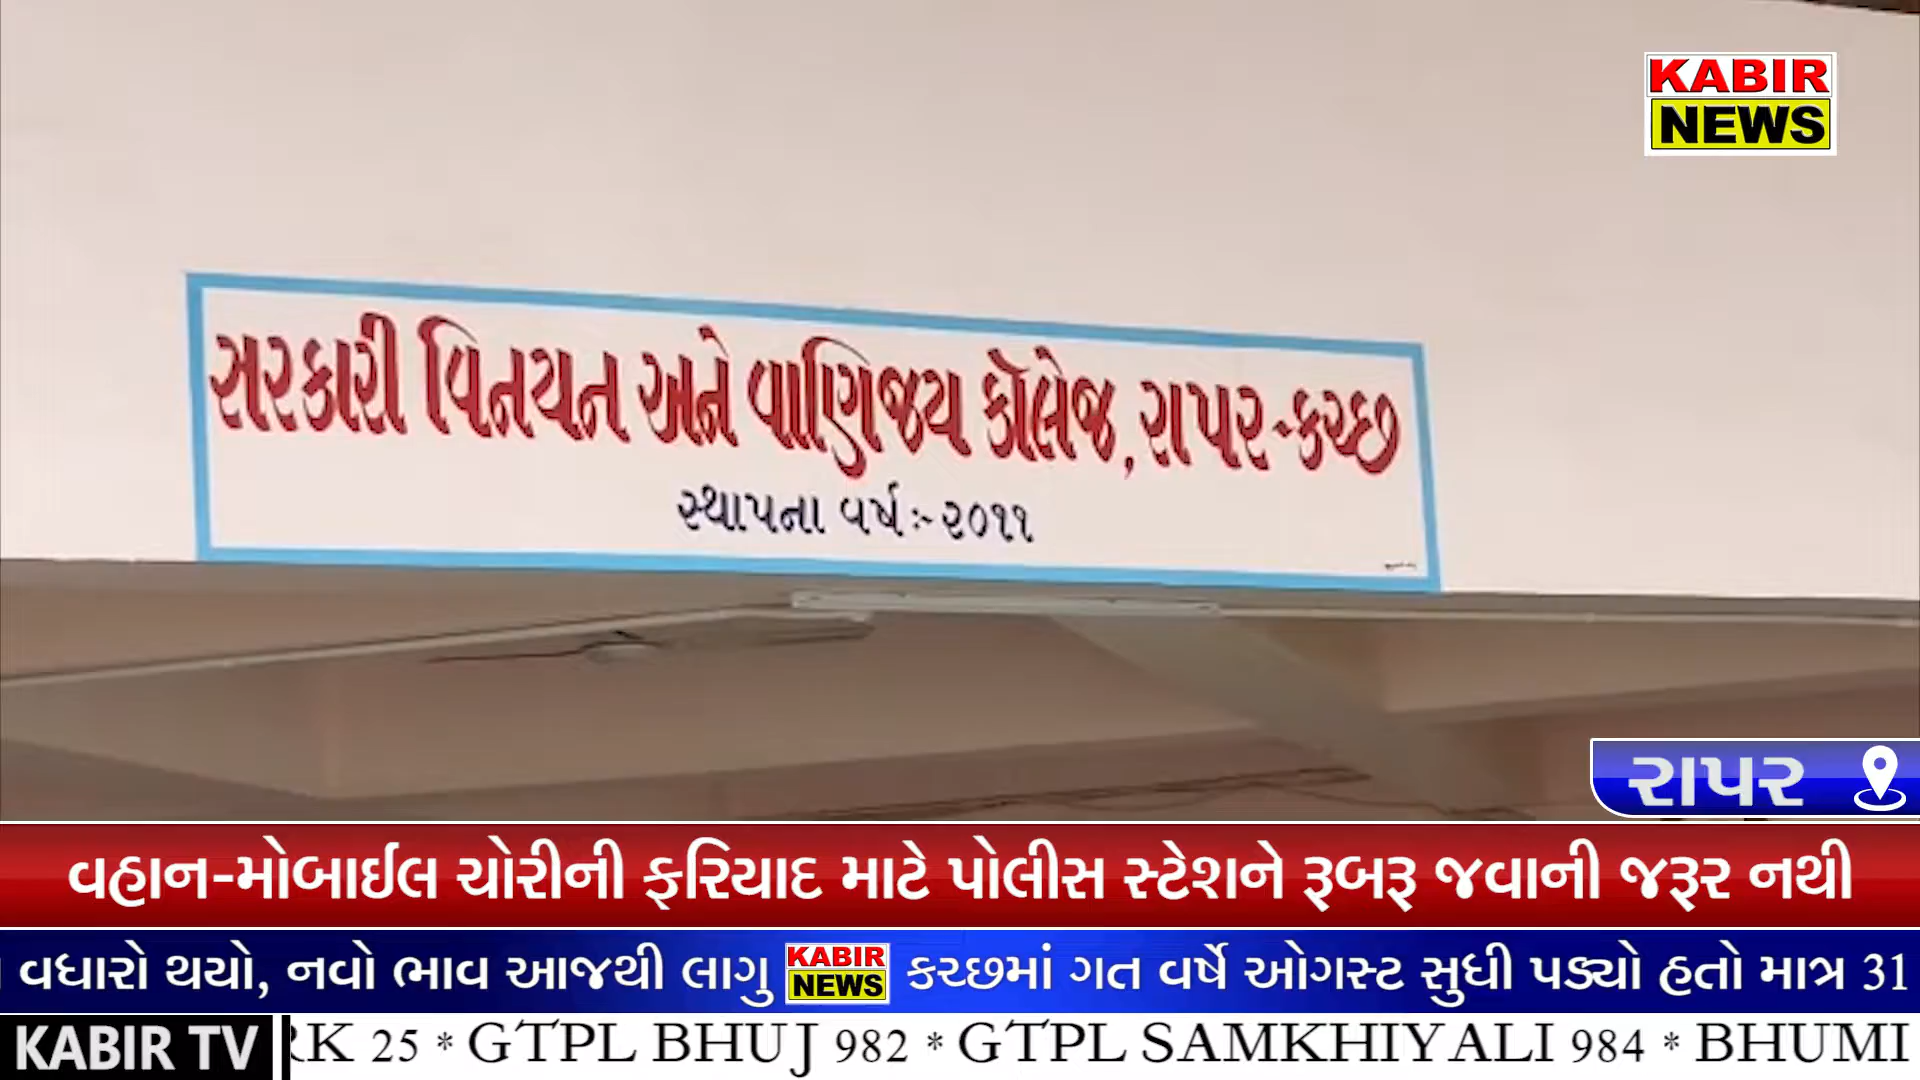 KABIR
NEWS
સરકારી વિનયન અને વાણિજ્ય કૉલેજ, રાપર-કચ્છ
સ્થાપના વર્ષ:-૨૦૧૧
રાપર
વહાન-મોબાઈલ ચોરીની ફરિયાદ માટે પોલીસ સ્ટેશને રૂબરૂ જવાની જરૂર નથી
વધારો થયો, નવો ભાવ આજથી લાગુ KABIR NEWS કચ્છમાં ગત વર્ષે ઓગસ્ટ સુધી પડ્યો હતો માત્ર 31
KABIR TV RK 25 * GTPL BHUJ 982 * GTPL SAMKHIYALI 984 * BHUMI